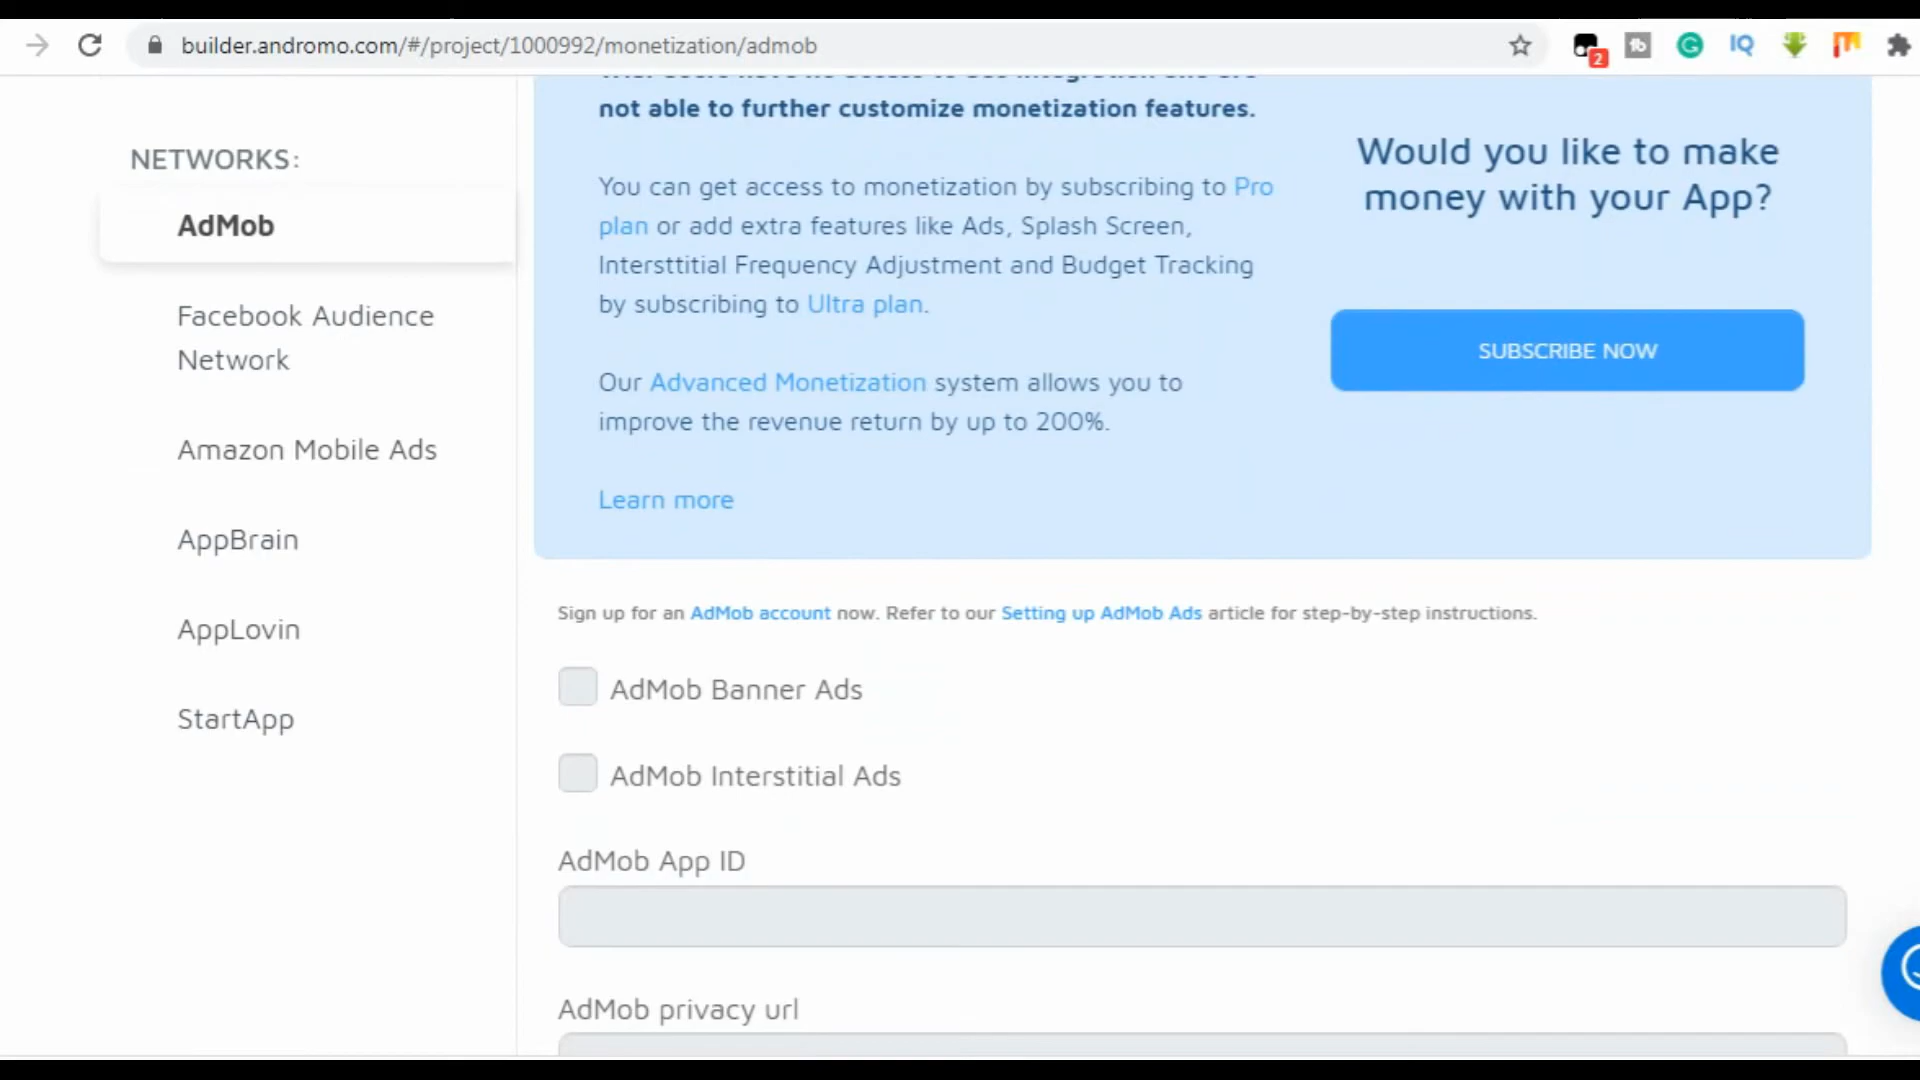 builder.andromo.com/#/project/1000992/monetization/admob
2
tb
G
IQ
NETWORKS:
AdMob
Facebook Audience
Network
Amazon Mobile Ads
AppBrain
AppLovin
StartApp
not able to further customize monetization features.
You can get access to monetization by subscribing to Pro
plan or add extra features like Ads, Splash Screen,
Intersttitial Frequency Adjustment and Budget Tracking
by subscribing to Ultra plan.
Our Advanced Monetization system allows you to
improve the revenue return by up to 200%.
Learn more
Would you like to make
money with your App?
SUBSCRIBE NOW
Sign up for an AdMob account now. Refer to our Setting up AdMob Ads article for step-by-step instructions.
AdMob Banner Ads
AdMob Interstitial Ads
AdMob App ID
AdMob privacy url